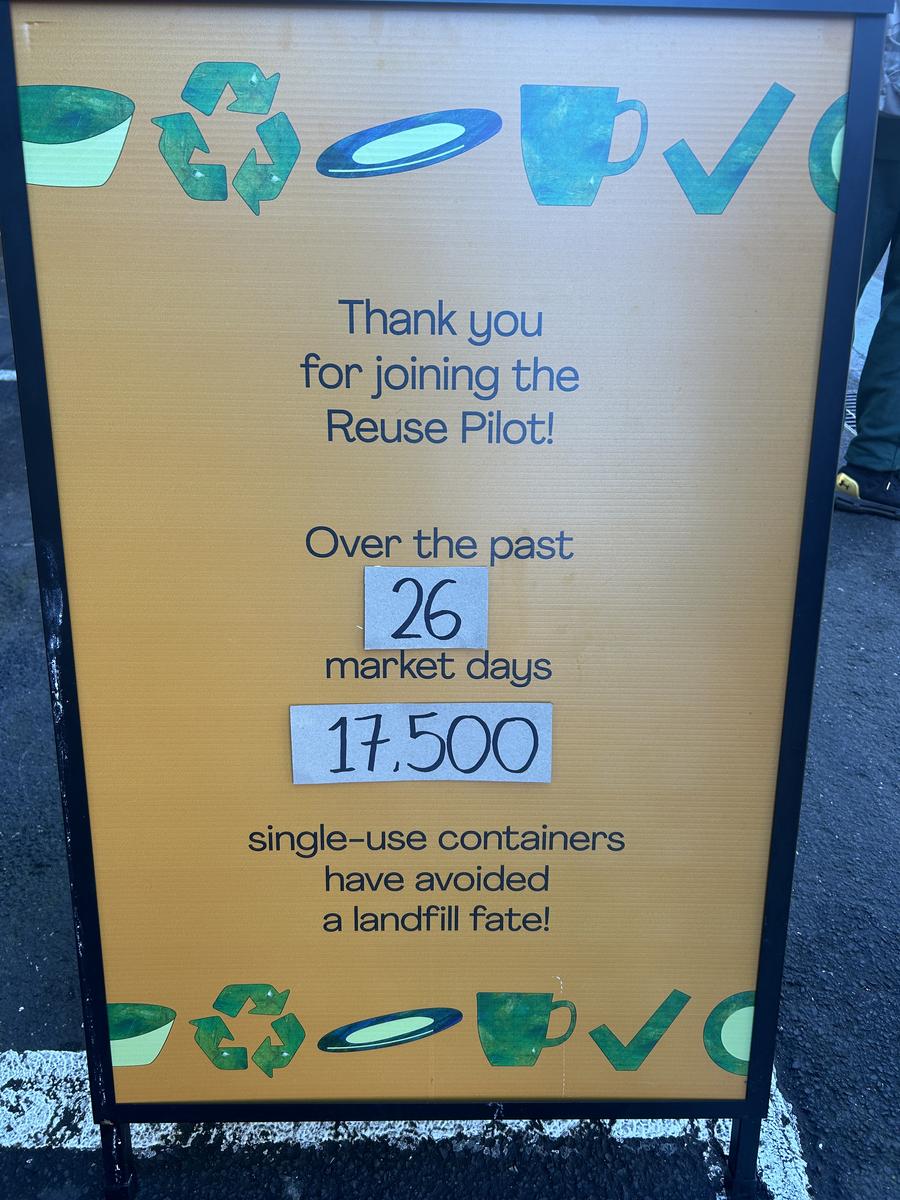 Thank you
for joining the
Reuse Pilot!
Over the past
26
market days
17.500
single-use containers
have avoided
a landfill fate!